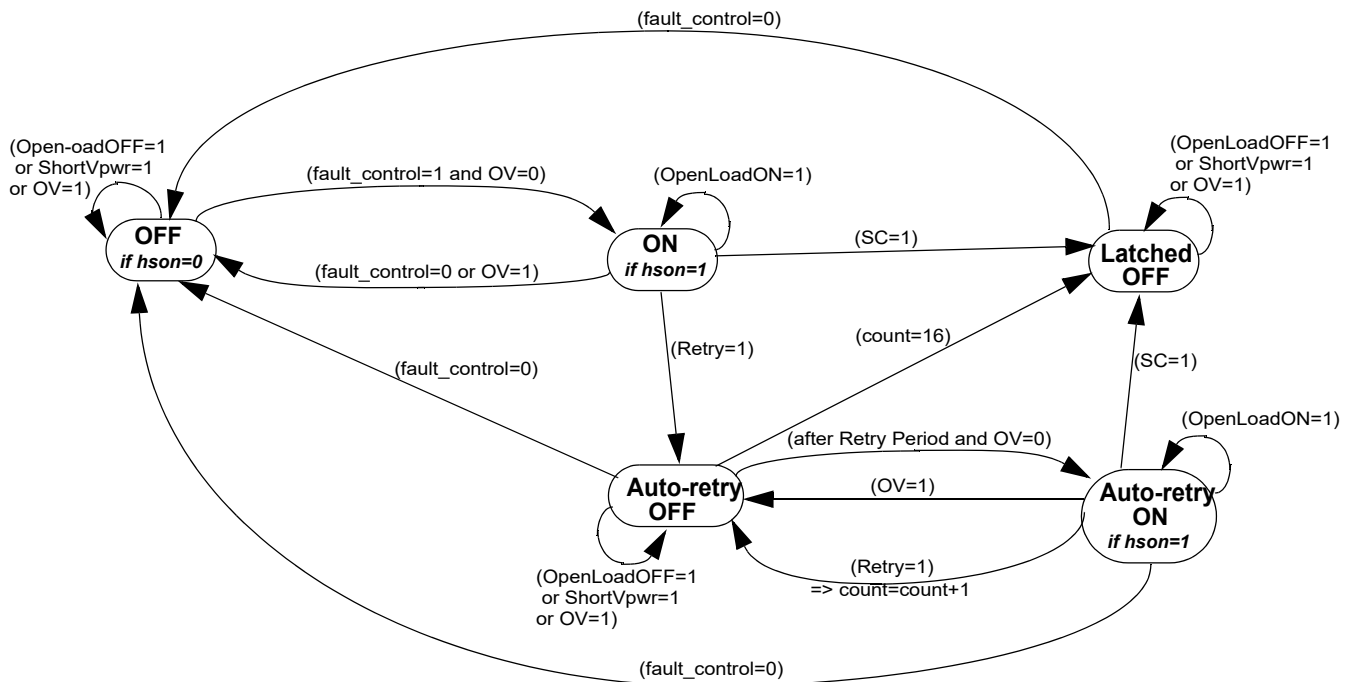 (fault_control=0)
(Open-oadOFF=1
or ShortVpwr=1
or OV=1)
(fault_control=1 and OV=0)
(OpenLoadON=1)
(OpenLoadOFF=1
or ShortVpwr=1
or OV=1)
OFF
if hson=0
ON
if hson=1
(SC=1)
Latched
OFF
(fault_control=0 or OV=1)
(Retry=1)
(count=16)
(fault_control=0)
(SC=1)
(OpenLoadON=1)
(after Retry Period and OV=0)
Auto-retry
OFF
(OV=1)
Auto-retry
ON
if hson=1
(OpenLoadOFF=1
or ShortVpwr=1
or OV=1)
(Retry=1)
=> count=count+1
(fault_control=0)